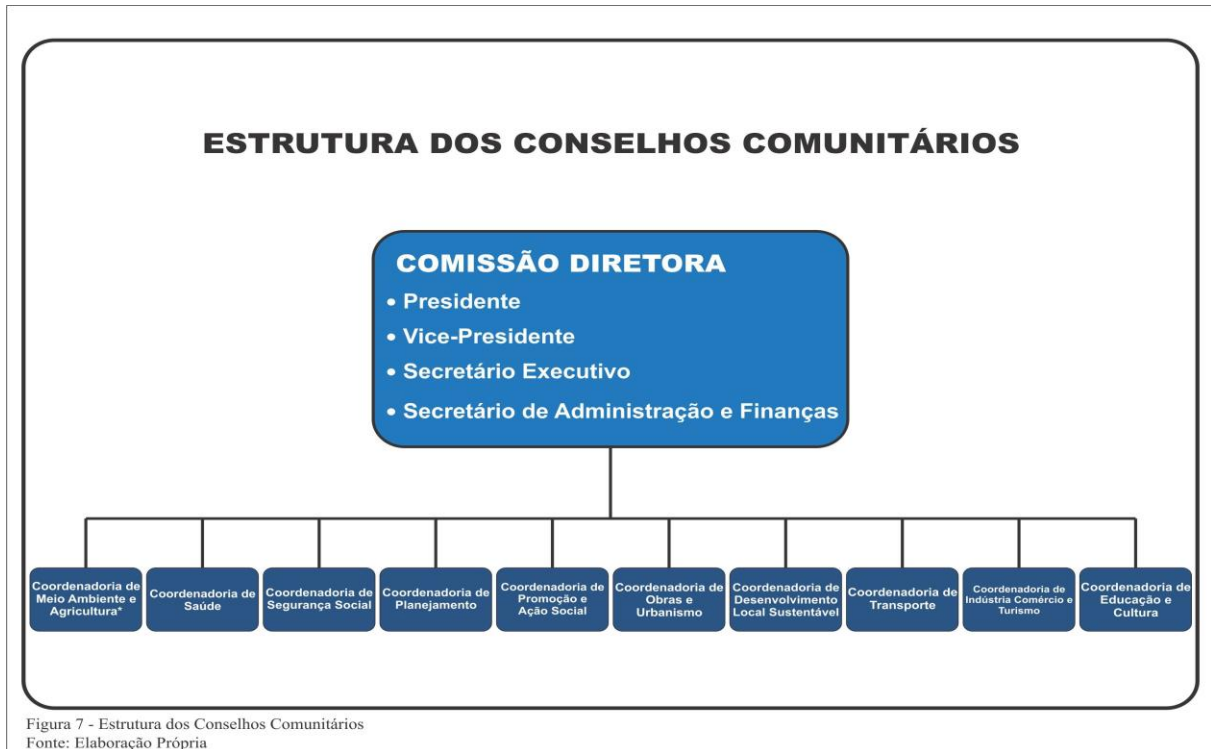 ESTRUTURA DOS CONSELHOS COMUNITÁRIOS
COMISSÃO DIRETORA
• Presidente
• Vice-Presidente
• Secretário Executivo
• Secretário de Administração e Finanças
Coordenadoria de
Meio Ambiente e
Agricultura*
Coordenadoria de
Saúde
Coordenadoria de
Segurança Social
Coordenadoria de
Planejamento
Coordenadoria de
Promoção e
Ação Social
Coordenadoria de
Obras e
Urbanismo
Coordenadoria de
Desenvolvimento
Local Sustentável
Coordenadoria de
Transporte
Coordenadoria de
Indústria Comércio e
Turismo
Coordenadoria de
Educação e
Cultura
Figura 7 - Estrutura dos Conselhos Comunitários
Fonte: Elaboração Própria